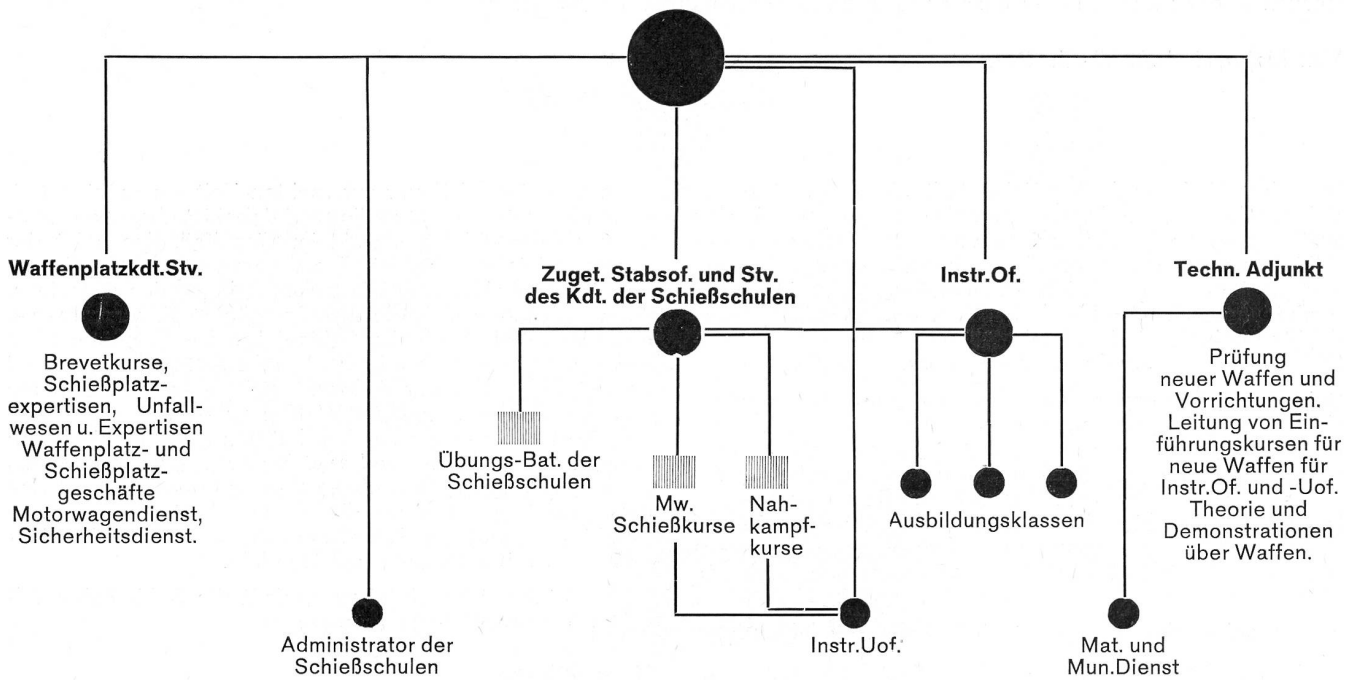 Waffenplatzkdt.Stv.
Brevetkurse,
Schießplatz-
expertisen, Unfall-
wesen u. Expertisen
Waffenplatz- und
Schießplatz-
geschäfte
Motorwagendienst,
Sicherheitsdienst.
Administrator der
Schießschulen
Zuget. Stabsof. und Stv.
des Kdt. der Schießschulen
Übungs-Bat. der
Schießschulen
Mw.
Schießkurse
Nah-
kampf-
kurse
Instr.Uof.
Instr.Of.
Ausbildungsklassen
Techn. Adjunkt
Prüfung
neuer Waffen und
Vorrichtungen.
Leitung von Ein-
führungskursen für
neue Waffen für
Instr.Of. und -Uof.
Theorie und
Demonstrationen
über Waffen.
Mat. und
Mun.Dienst